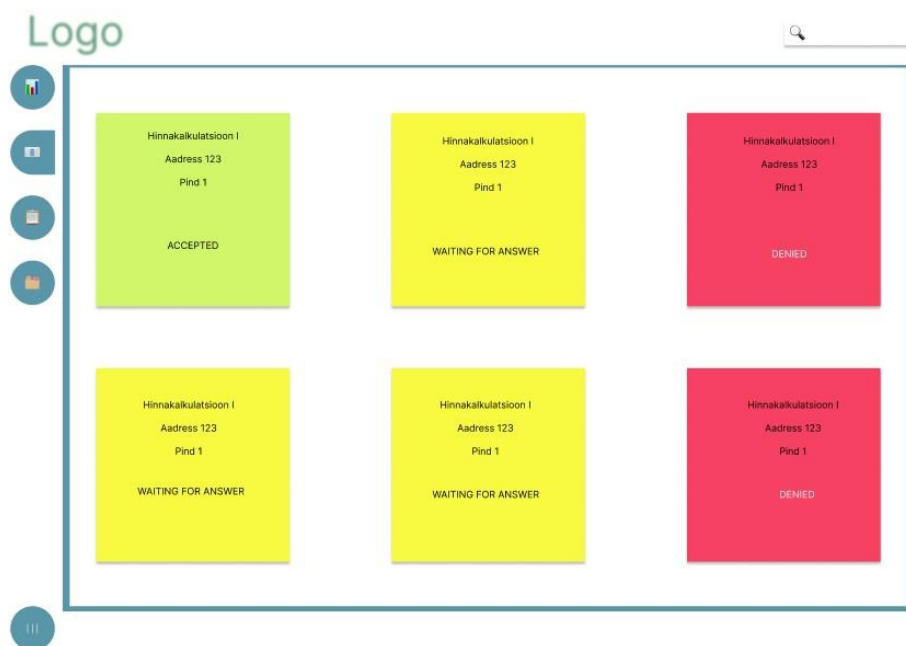 Logo
Hinnakalkulatsioon I
Aadress 123
Pind 1
ACCEPTED
Hinnakalkulatsioon I
Aadress 123
Pind 1
WAITING FOR ANSWER
Hinnakalkulatsioon I
Aadress 123
Pind 1
DENIED
Hinnakalkulatsioon I
Aadress 123
Pind 1
WAITING FOR ANSWER
Hinnakalkulatsioon I
Aadress 123
Pind 1
WAITING FOR ANSWER
Hinnakalkulatsioon I
Aadress 123
Pind 1
DENIED